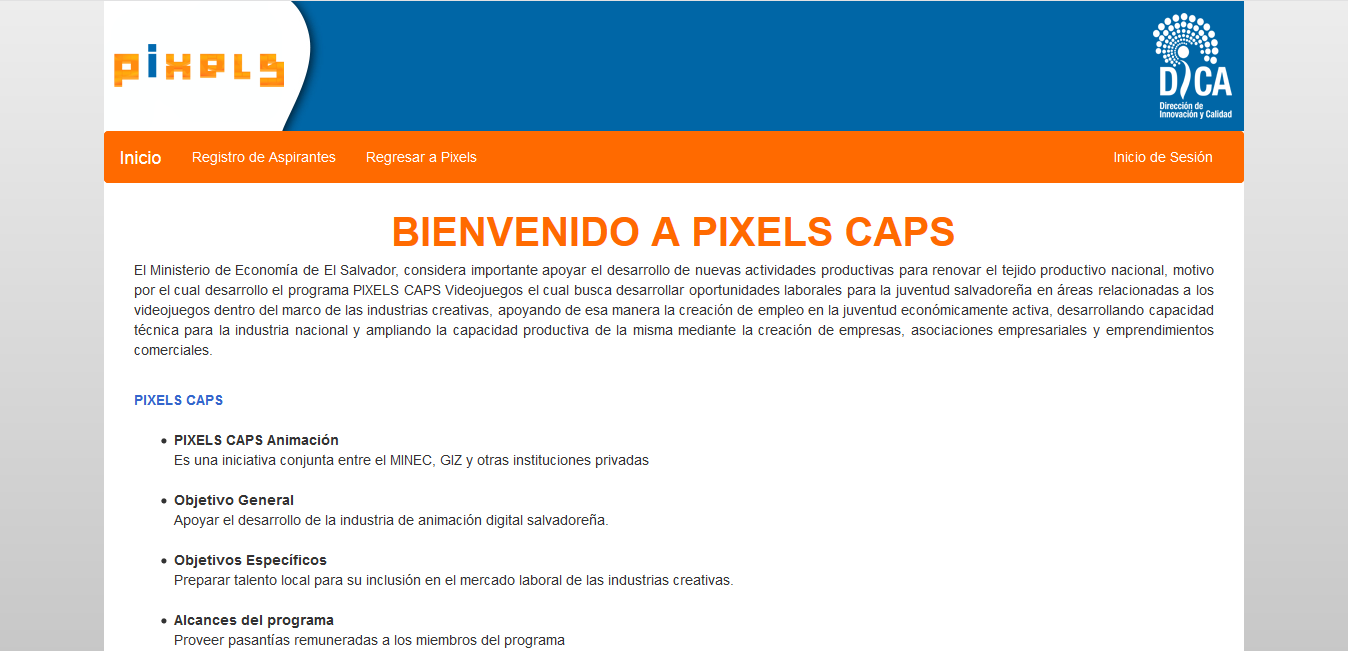 pixels
DICA
Dirección de
Innovación y Calidad
Inicio Registro de Aspirantes Regresar a Pixels Inicio de Sesión
BIENVENIDO A PIXELS CAPS
El Ministerio de Economía de El Salvador, considera importante apoyar el desarrollo de nuevas actividades productivas para renovar el tejido productivo nacional, motivo
por el cual desarrollo el programa PIXELS CAPS Videojuegos el cual busca desarrollar oportunidades laborales para la juventud salvadoreña en áreas relacionadas a los
videojuegos dentro del marco de las industrias creativas, apoyando de esa manera la creación de empleo en la juventud económicamente activa, desarrollando capacidad
técnica para la industria nacional y ampliando la capacidad productiva de la misma mediante la creación de empresas, asociaciones empresariales y emprendimientos
comerciales.
PIXELS CAPS
• PIXELS CAPS Animación
Es una iniciativa conjunta entre el MINEC, GIZ y otras instituciones privadas
• Objetivo General
Apoyar el desarrollo de la industria de animación digital salvadoreña.
• Objetivos Específicos
Preparar talento local para su inclusión en el mercado laboral de las industrias creativas.
• Alcances del programa
Proveer pasantías remuneradas a los miembros del programa